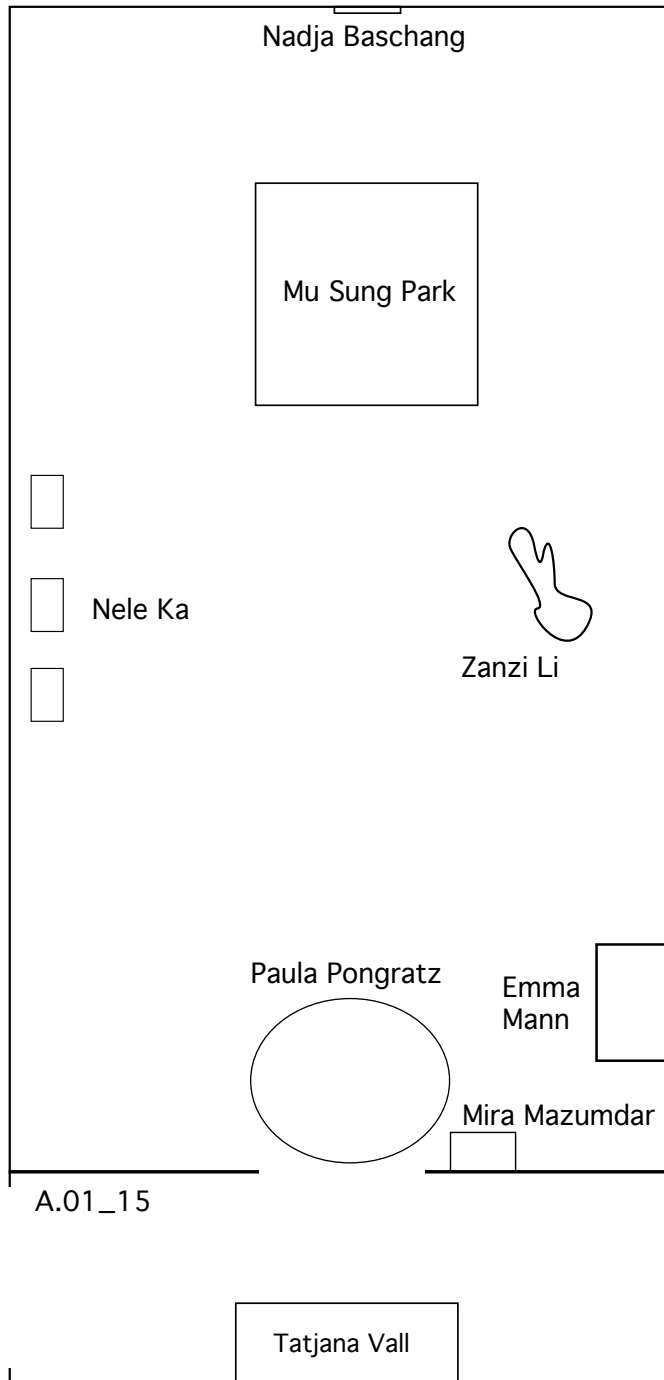 Nadja Baschang
Mu Sung Park
Nele Ka
Zanzi Li
Paula Pongratz
Emma
Mann
Mira Mazumdar
A.01_15
Tatjana Vall